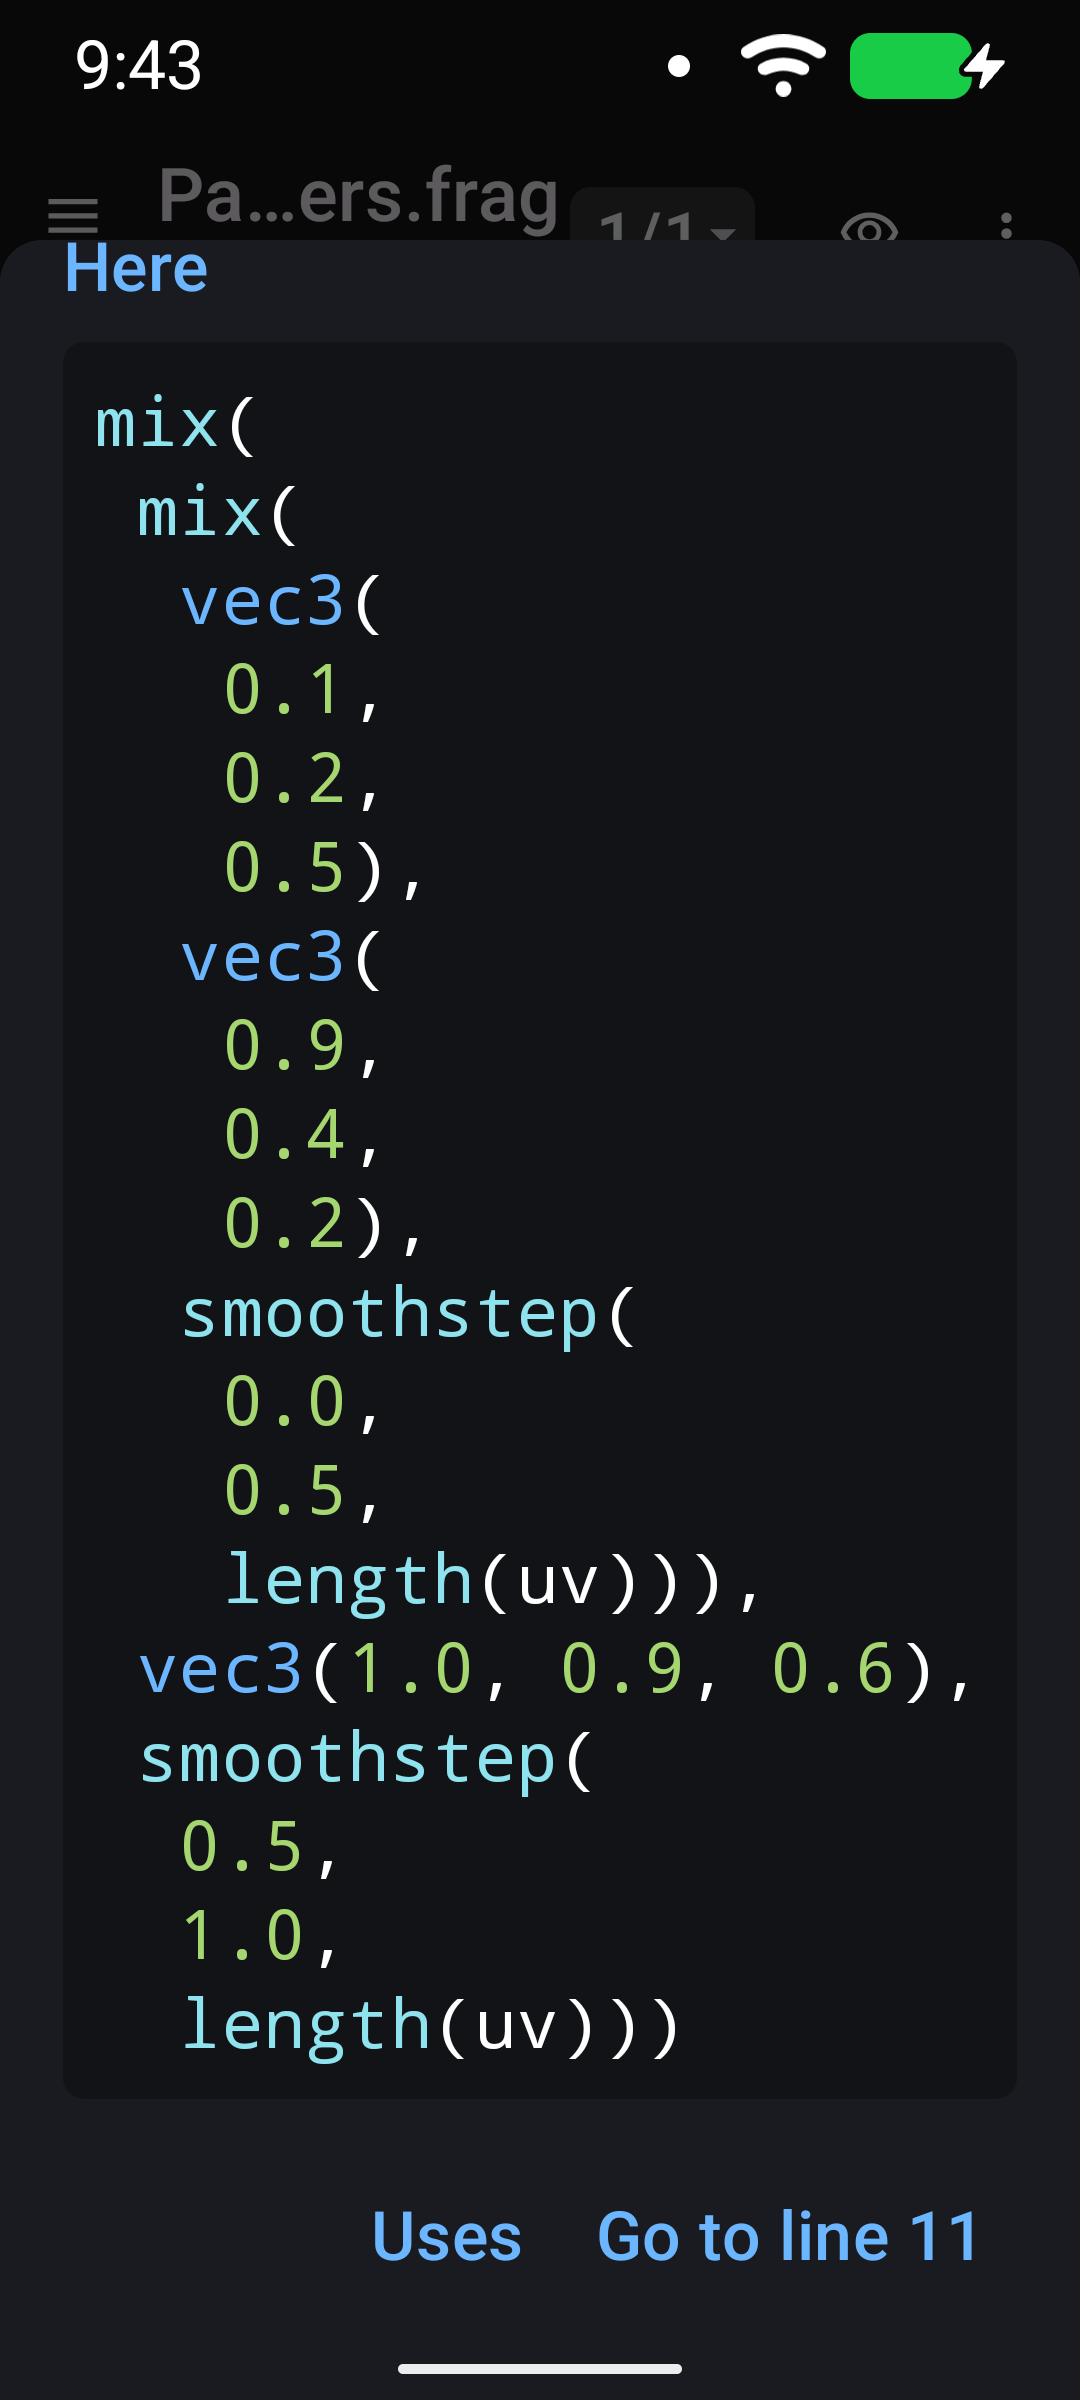 9:43
Pa...ers.frag
1/1
Here
mix(
mix(
vec3(
0.1,
0.2,
0.5),
vec3(
0.9,
0.4,
0.2),
smoothstep(
0.0,
0.5,
length(uv))),
vec3(1.0, 0.9, 0.6),
smoothstep(
0.5,
1.0,
length(uv)))
Uses
Go to line 11